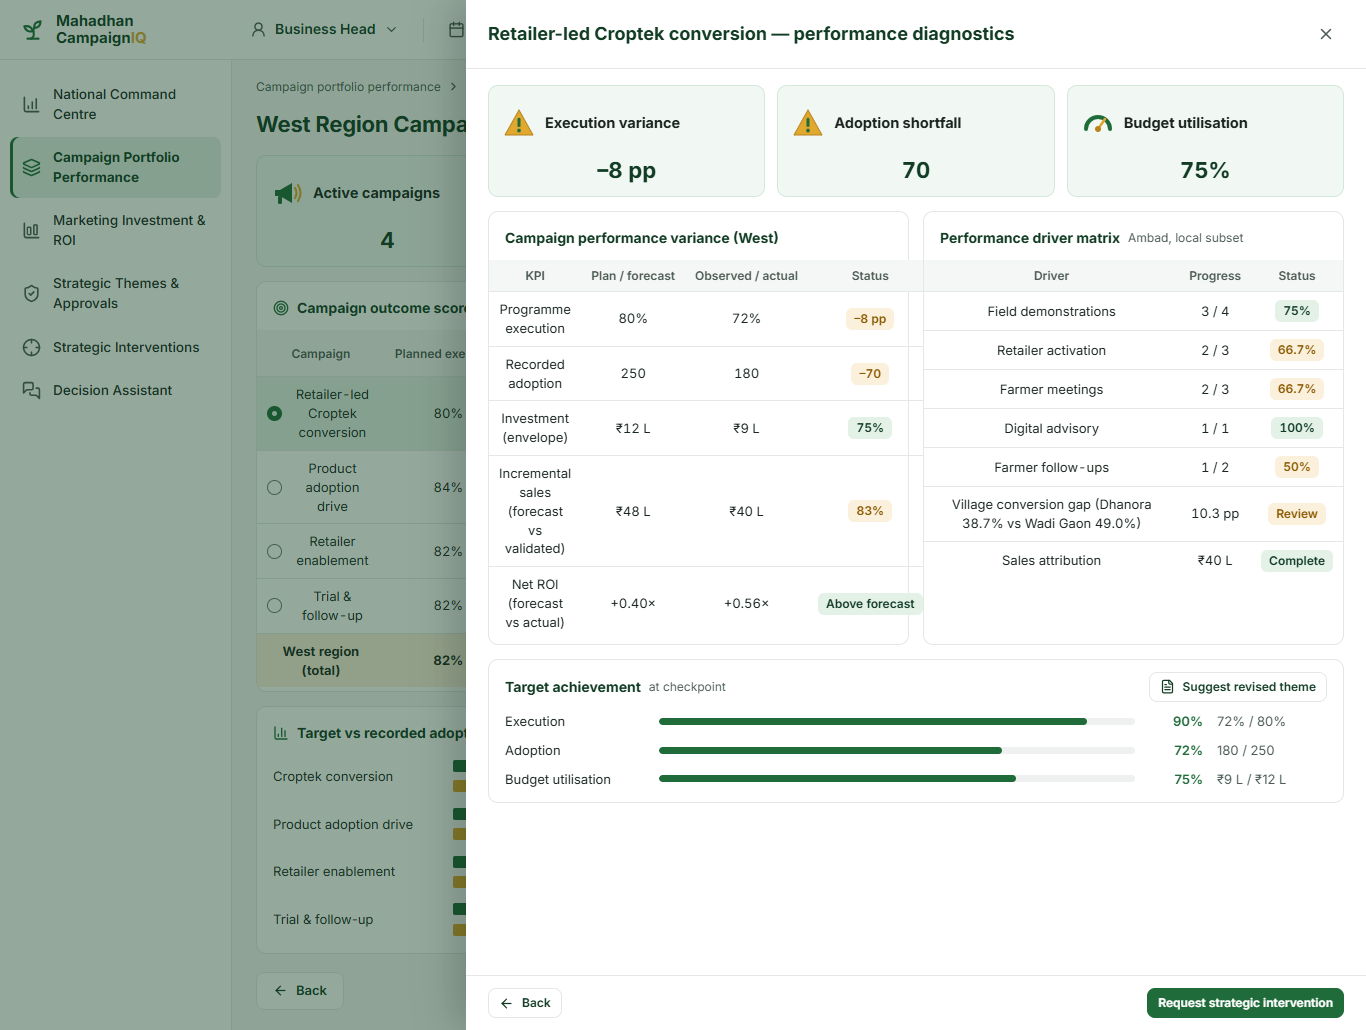 Mahadhan
CampaignIQ
Business Head
National Command
Centre
Campaign Portfolio
Performance
Marketing Investment &
ROI
Strategic Themes &
Approvals
Strategic Interventions
Decision Assistant
Campaign portfolio performance
West Region Campa
Active campaigns
4
Campaign outcome score
Campaign Planned exe
Retailer-led
Croptek
conversion
80%
Product
adoption
drive
84%
Retailer
enablement
82%
Trial &
follow-up
82%
West region
(total)
82%
Target vs recorded adopt
Croptek conversion
Product adoption drive
Retailer enablement
Trial & follow-up
Back
Retailer-led Croptek conversion — performance diagnostics
Execution variance
−8 pp
Adoption shortfall
70
Budget utilisation
75%
Campaign performance variance (West)
KPI Plan / forecast Observed / actual Status
Programme
execution
80% 72% −8 pp
Recorded
adoption
250 180 −70
Investment
(envelope)
₹12 L ₹9 L 75%
Incremental
sales
(forecast
vs
validated)
₹48 L ₹40 L 83%
Net ROI
(forecast
vs actual)
+0.40× +0.56× Above forecast
Performance driver matrix Ambad, local subset
Driver Progress Status
Field demonstrations 3 / 4 75%
Retailer activation 2 / 3 66.7%
Farmer meetings 2 / 3 66.7%
Digital advisory 1 / 1 100%
Farmer follow-ups 1 / 2 50%
Village conversion gap (Dhanora
38.7% vs Wadi Gaon 49.0%)
10.3 pp Review
Sales attribution ₹40 L Complete
Target achievement at checkpoint
Suggest revised theme
Execution 90% 72% / 80%
Adoption 72% 180 / 250
Budget utilisation 75% ₹9 L / ₹12 L
Back
Request strategic intervention